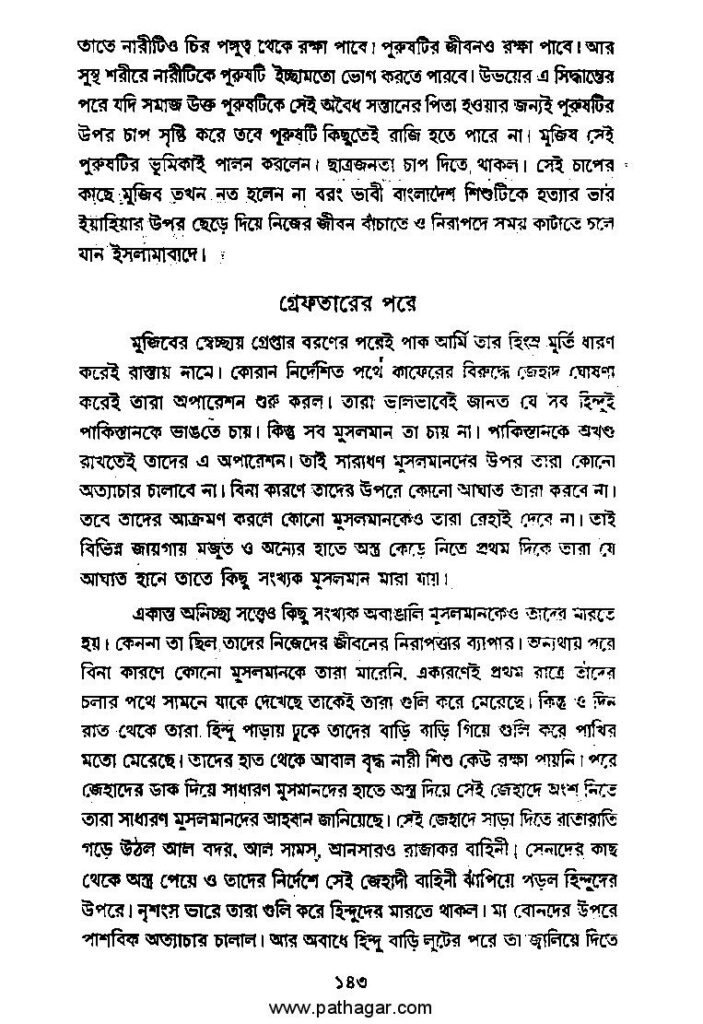 তাতে নারীটিও চির পঙ্গুত্ব থেকে রক্ষা পাবে। পুরুষটির জীবনও রক্ষা পাবে। আর
সুস্থ শরীরে নারীটিকে পুরুষটি ইচ্ছামতো ভোগ করতে পারবে। উভয়ের এ সিদ্ধান্তের
পরে যদি সমাজ উক্ত পুরুষটিকে সেই অবৈধ সন্তানের পিতা হওয়ার জন্যই পুরুষটির
উপর চাপ সৃষ্টি করে তবে পুরুষটি কিছুতেই রাজি হতে পারে না। মুজিব সেই
পুরুষটির ভূমিকাই পালন করলেন। ছাত্রজনতা চাপ দিতে থাকল। সেই চাপের
কাছে মুজিব তখন নত হলেন না বরং ভাবী বাংলাদেশ শিশুটিকে হত্যার ভার
ইয়াহিয়ার উপর ছেড়ে দিয়ে নিজের জীবন বাঁচাতে ও নিরাপদে সময় কাটাতে চলে
যান ইসলামাবাদে।
গ্রেফতারের পরে
মুজিবের স্বেচ্ছায় গ্রেপ্তার বরণের পরেই পাক আর্মি তার হিংস্র মূর্তি ধারণ
করেই রাস্তায় নামে। কোরান নির্দেশিত পথে কাফেরের বিরুদ্ধে জেহাদ ঘোষণা
করেই তারা অপারেশন শুরু করল। তারা ভালভাবেই জানত যে সব হিন্দুই
পাকিস্তানকে ভাঙতে চায়। কিন্তু সব মুসলমান তা চায় না। পাকিস্তানকে অখণ্ড
রাখতেই তাদের এ অপারেশন। তাই সারাধণ মুসলমানদের উপর তারা কোনো
অত্যাচার চালাবে না। বিনা কারণে তাদের উপরে কোনো আঘাত তারা করবে না।
তবে তাদের আক্রমণ করলে কোনো মুসলমানকেও তারা রেহাই দেবে না। তাই
বিভিন্ন জায়গায় মজুত ও অন্যের হাতে অস্ত্র কেড়ে নিতে প্রথম দিকে তারা যে
আঘাত হানে তাতে কিছু সংখ্যক মুসলমান মারা যায়।
একান্ত অনিচ্ছা সত্ত্বেও কিছু সংখ্যক অবাঙালি মুসলমানকেও তাদের মারতে
হয়। কেননা তা ছিল তাদের নিজেদের জীবনের নিরাপত্তার ব্যাপার। অন্যথায় পরে
বিনা কারণে কোনো মুসলমানকে তারা মারেনি, একারণেই প্রথম রাত্রে তাদের
চলার পথে সামনে যাকে দেখেছে তাকেই তারা গুলি করে মেরেছে। কিন্তু ও দিন
রাত থেকে তারা হিন্দু পাড়ায় ঢুকে তাদের বাড়ি বাড়ি গিয়ে গুলি করে পাখির
মতো মেরেছে। তাদের হাত থেকে আবাল বৃদ্ধ নারী শিশু কেউ রক্ষা পায়নি। পরে
জেহাদের ডাক দিয়ে সাধারণ মুসমানদের হাতে অস্ত্র দিয়ে সেই জেহাদে অংশ নিতে
তারা সাধারণ মুসলমানদের আহবান জানিয়েছে। সেই জেহাদে সাড়া দিতে রাতারাতি
গড়ে উঠল আল বদর, আল সামস, আনসারও রাজাকর বাহিনী। সেনাদের কাছ
থেকে অস্ত্র পেয়ে ও তাদের নির্দেশে সেই জেহাদী বাহিনী ঝাঁপিয়ে পড়ল হিন্দুদের
উপরে। নৃশংস ভারে তারা গুলি করে হিন্দুদের মারতে থাকল। মা বোনদের উপরে
পাশবিক অত্যাচার চালাল। আর অবাধে হিন্দু বাড়ি লুটের পরে তা জ্বালিয়ে দিতে
১৪৩
www.pathagar.com